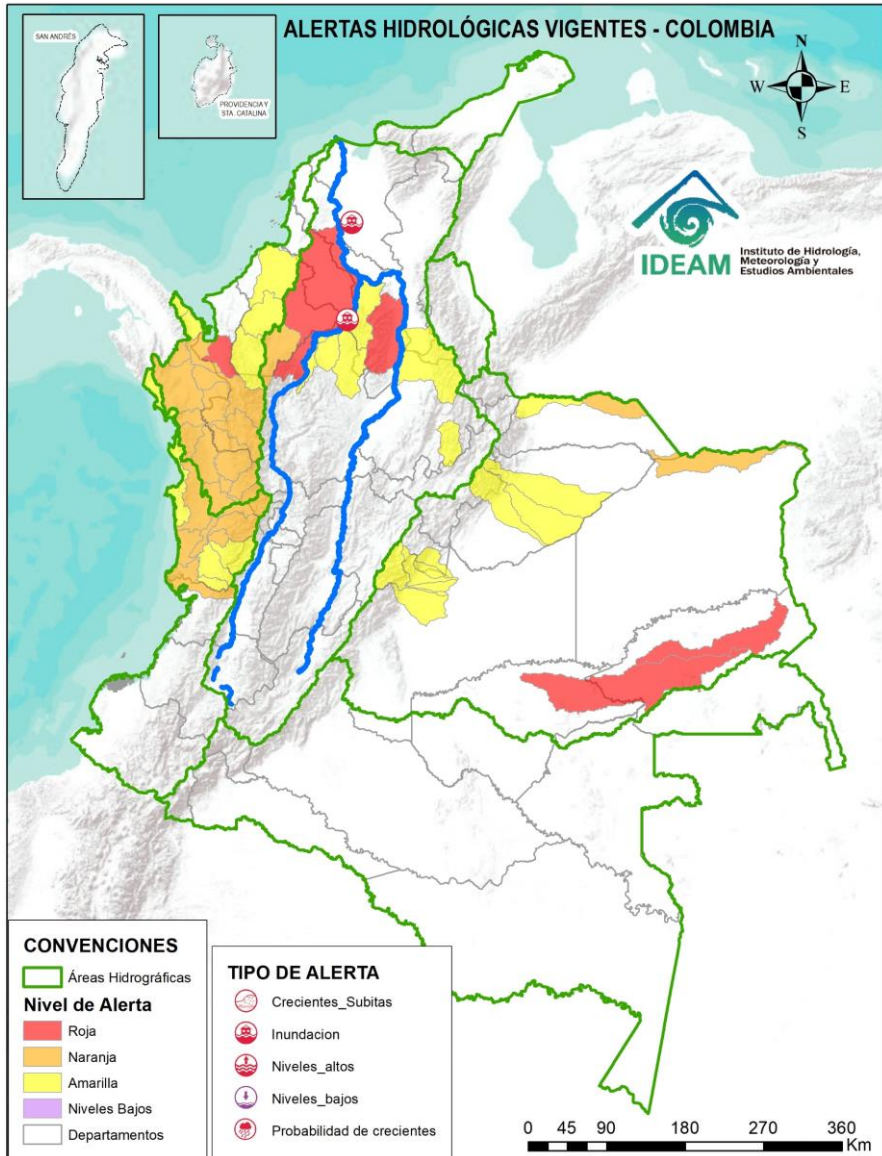 ALERTAS HIDROLÓGICAS VIGENTES - COLOMBIA
SAN ANDRÉS
PROVIDENCIA Y
STA. CATALINA
N
W
E
S
IDEAM
Instituto de Hidrología,
Meteorología y
Estudios Ambientales
CONVENCIONES
Áreas Hidrográficas
Nivel de Alerta
Roja
Naranja
Amarilla
Niveles Bajos
Departamentos
TIPO DE ALERTA
Crecientes_Subitas
Inundacion
Niveles_altos
Niveles_bajos
Probabilidad de crecientes
0 45 90 180 270 360
Km